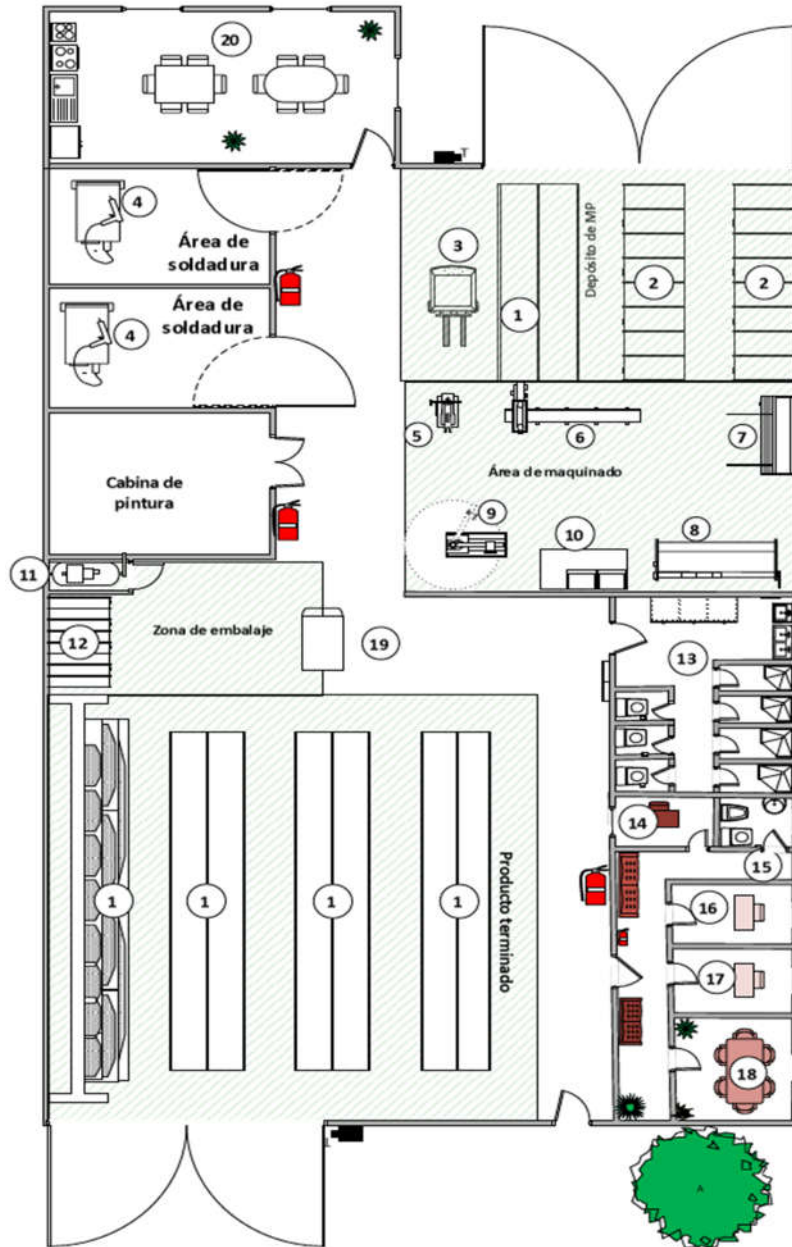 20
4
Área de
soldadura
3
Depósito de MP
2
2
1
Área de
soldadura
4
5
6
7
Área de maquinado
Cabina de
pintura
9
10
8
11
12
Zona de embalaje
19
13
14
15
1
1
1
1
Producto terminado
16
17
18
A